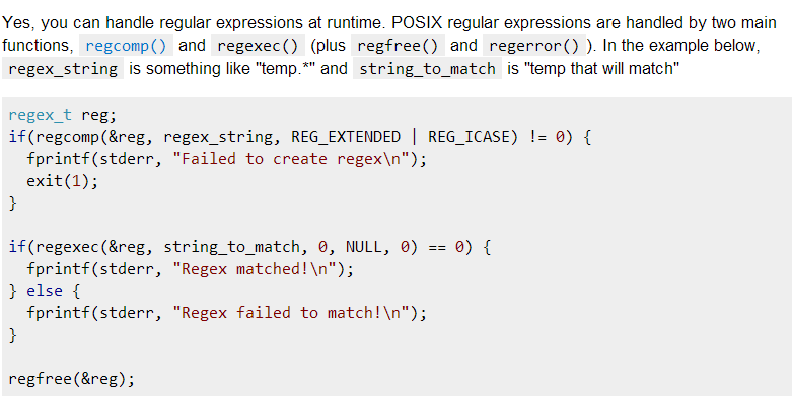 Yes, you can handle regular expressions at runtime. POSIX regular expressions are handled by two main
functions, regcomp() and regexec() (plus regfree() and regerror() ). In the example below,
regex_string is something like "temp.*" and string_to_match is "temp that will match"
regex_t reg;
if(regcomp(&reg, regex_string, REG_EXTENDED | REG_ICASE) != 0) {
  fprintf(stderr, "Failed to create regex\n");
  exit(1);
}

if(regexec(&reg, string_to_match, 0, NULL, 0) == 0) {
  fprintf(stderr, "Regex matched!\n");
} else {
  fprintf(stderr, "Regex failed to match!\n");
}

regfree(&reg);